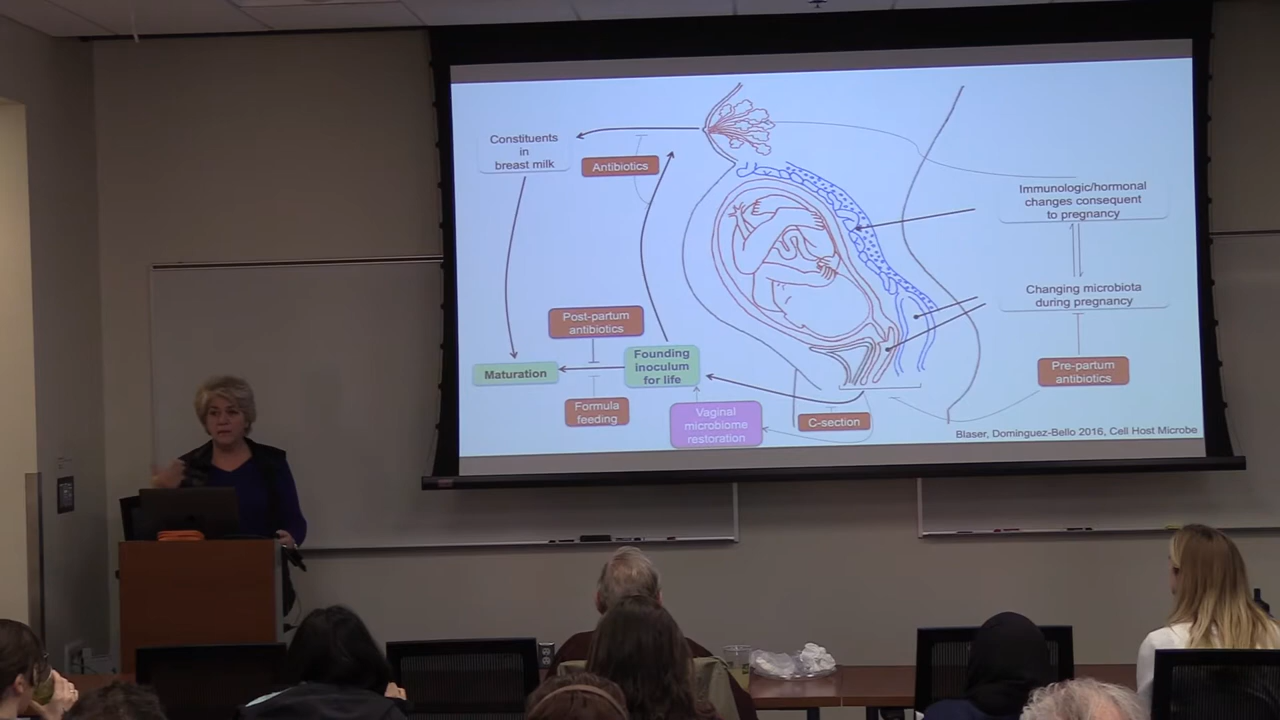 Constituents
in
breast milk
Antibiotics
Immunologic/hormonal
changes consequent
to pregnancy
Changing microbiota
during pregnancy
Post-partum
antibiotics
Founding
inoculum
for life
Maturation
Pre-partum
antibiotics
Formula
feeding
Vaginal
microbiome
restoration
C-section
Blaser, Dominguez-Bello 2016, Cell Host Microbe